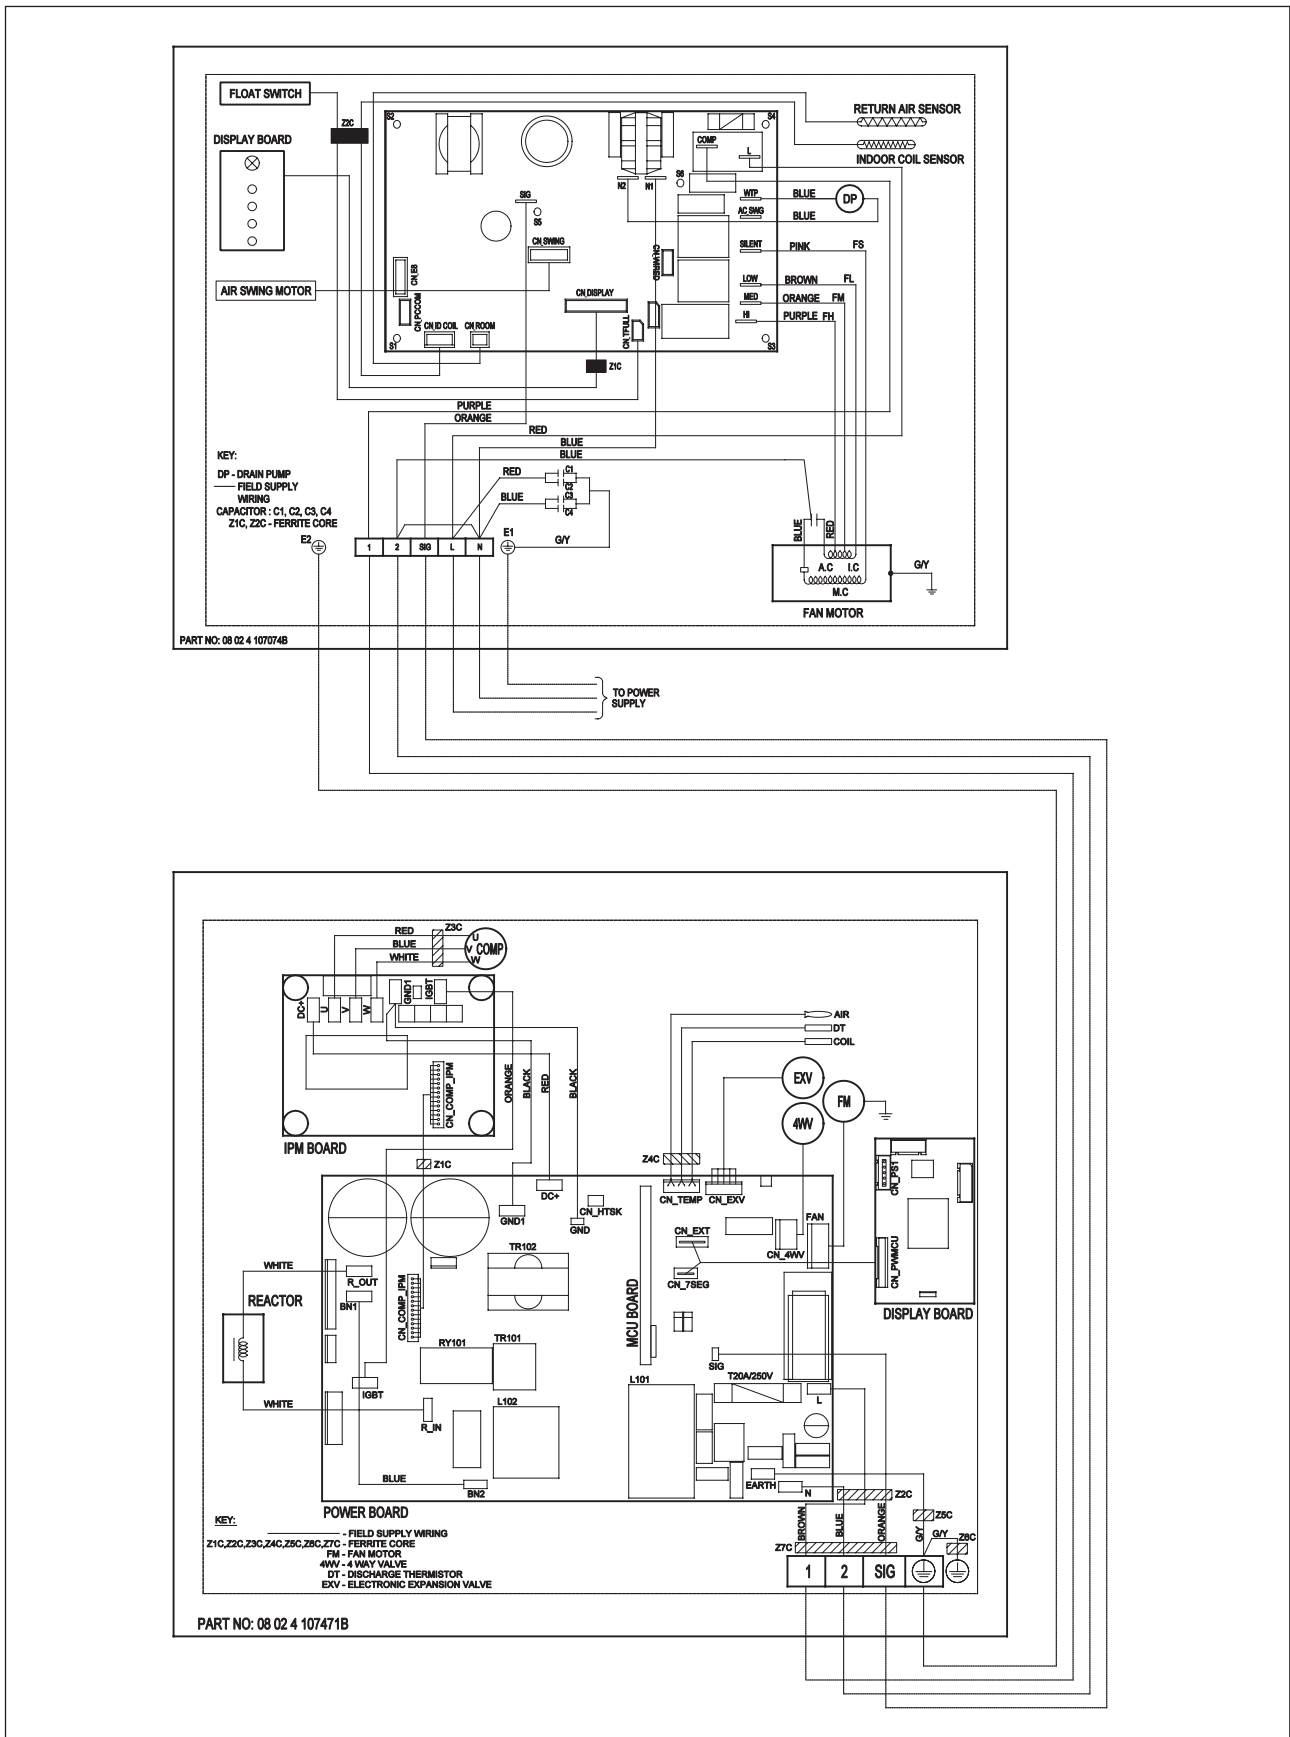 FLOAT SWITCH
Z2C
DISPLAY BOARD
S2
S4
COMP
L
RETURN AIR SENSOR
INDOOR COIL SENSOR
N2
N1
S6
WTP
BLUE
DP
AC SWG
BLUE
SIG
S5
CN_SWING
CN_WIRED
SILENT
PINK
FS
CN_E8
AIR SWING MOTOR
LOW
BROWN
FL
CN_DISPLAY
MED
ORANGE
FM
CN_PCCOM
HI
PURPLE
FH
CN_ID COIL
CN_ROOM
CN_TFULL
S1
S3
Z1C
PURPLE
ORANGE
RED
BLUE
BLUE
KEY:
DP - DRAIN PUMP
FIELD SUPPLY
WIRING
CAPACITOR : C1, C2, C3, C4
Z1C, Z2C - FERRITE CORE
RED
C1
C2
BLUE
C3
C4
E2
1
2
SIG
L
N
E1
G/Y
BLUE
RED
A.C
I.C
M.C
G/Y
FAN MOTOR
PART NO: 08 02 4 107074B
TO POWER
SUPPLY
RED
BLUE
WHITE
Z3C
U
V
W
COMP
DC+
U
V
W
GND1
IGBT
CN_COMP_IPM
IPM BOARD
ORANGE
BLACK
RED
BLACK
Z1C
AIR
DT
COIL
EXV
FM
4WV
Z4C
CN_TEMP
CN_EXV
DC+
CN_HTSK
GND1
GND
CN_EXT
CN_4WV
FAN
CN_PS1
CN_PWMCU
DISPLAY BOARD
TR102
CN_7SEG
MCU BOARD
WHITE
R_OUT
REACTOR
BN1
CN_COMP_IPM
RY101
TR101
SIG
L101
T20A/250V
L
IGBT
WHITE
R_IN
L102
BLUE
BN2
EARTH
N
Z2C
POWER BOARD
BROWN
BLUE
ORANGE
G/Y
Z5C
G/Y
Z6C
Z7C
KEY:
- FIELD SUPPLY WIRING
Z1C,Z2C,Z3C,Z4C,Z5C,Z6C,Z7C - FERRITE CORE
FM - FAN MOTOR
4WV - 4 WAY VALVE
DT - DISCHARGE THERMISTOR
EXV - ELECTRONIC EXPANSION VALVE
1
2
SIG
PART NO: 08 02 4 107471B